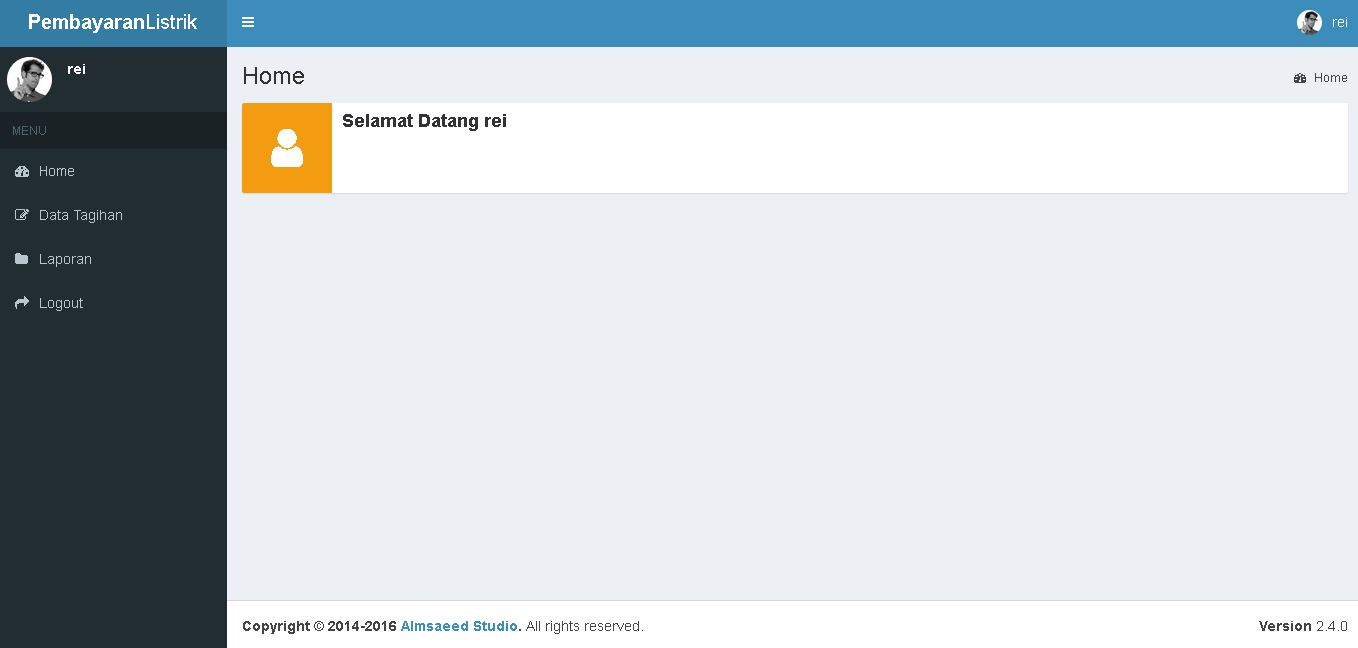 PembayaranListrik
rei
rei
MENU
Home
Data Tagihan
Laporan
Logout
Home
Home
Selamat Datang rei
Copyright © 2014-2016 Almsaeed Studio. All rights reserved.
Version 2.4.0